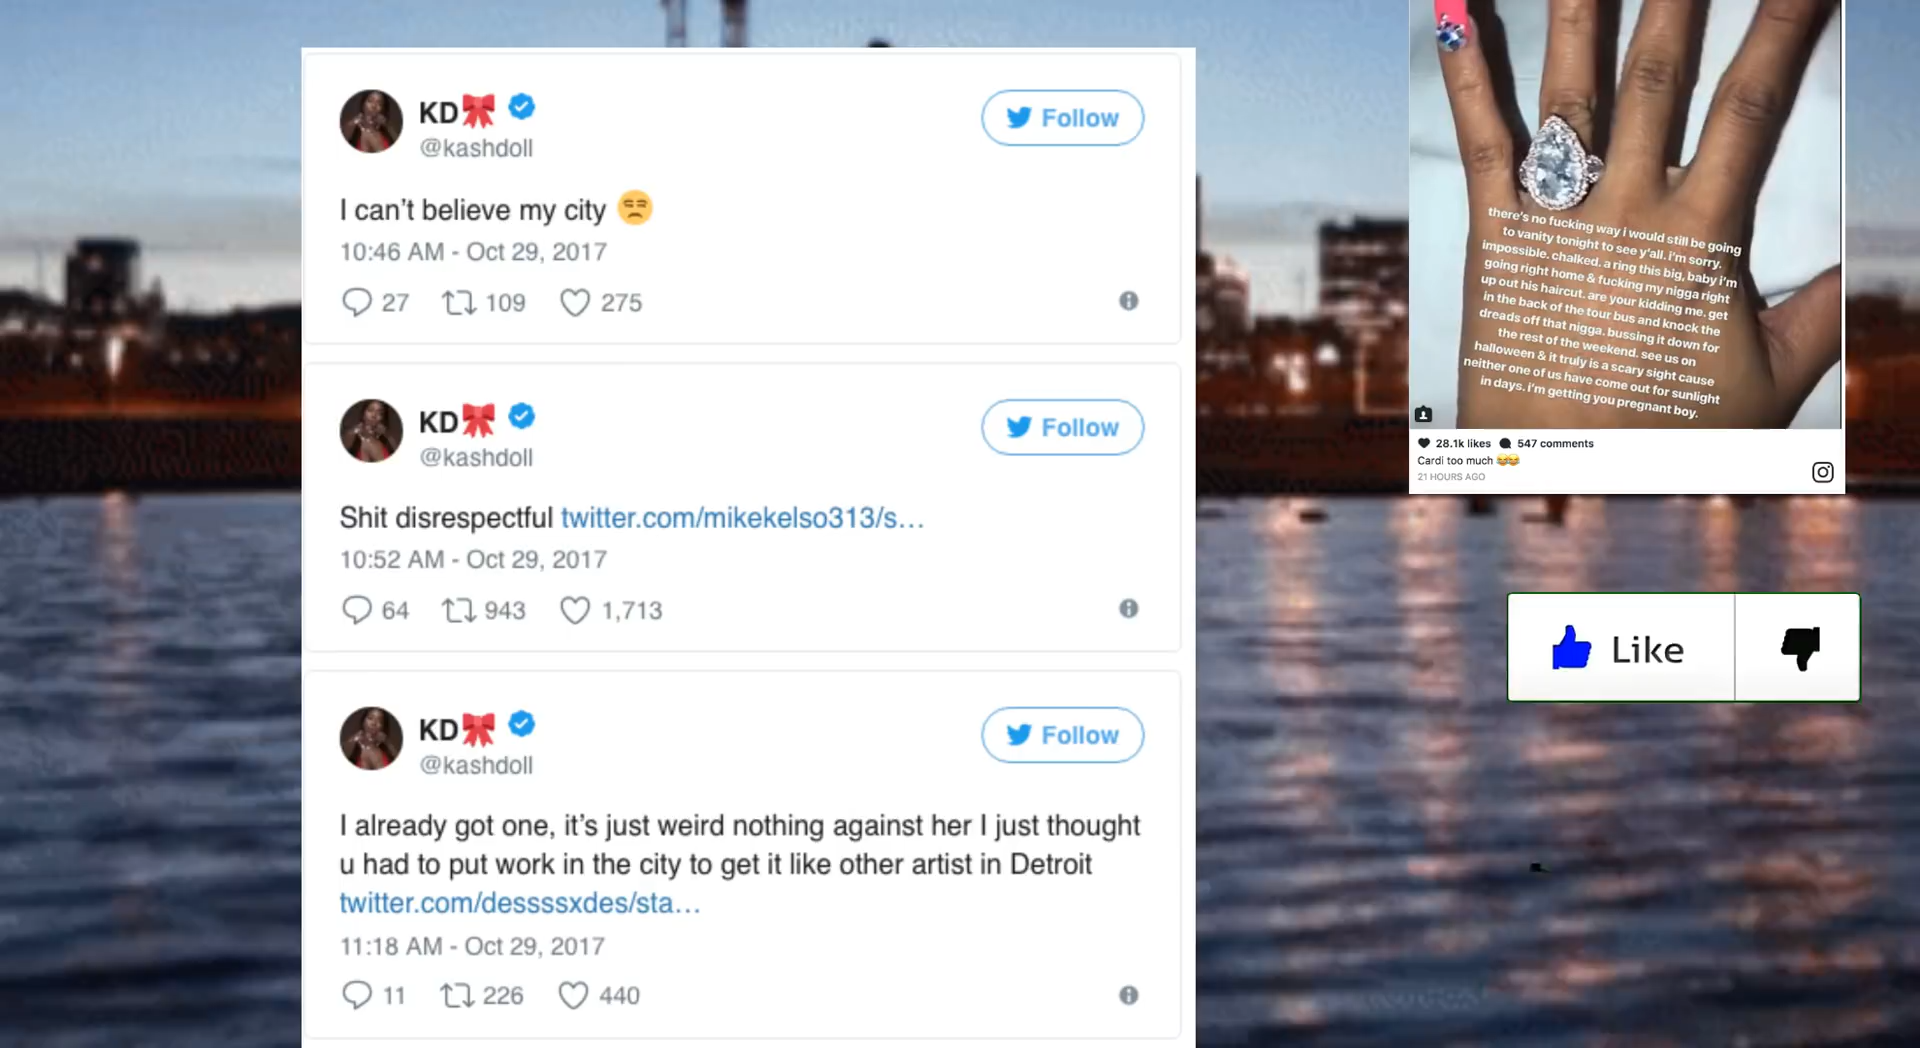 KD
@kashdoll
Follow
I can't believe my city
10:46 AM - Oct 29, 2017
27 109 275
KD
@kashdoll
Follow
Shit disrespectful twitter.com/mikekelso313/s...
10:52 AM - Oct 29, 2017
64 943 1,713
KD
@kashdoll
Follow
I already got one, it's just weird nothing against her I just thought
u had to put work in the city to get it like other artist in Detroit
twitter.com/dessssxdes/sta...
11:18 AM - Oct 29, 2017
11 226 440
there's no fucking way i would still be going
to vanity tonight to see y'all. i'm sorry.
impossible. chalked. a ring this big, baby i'm
going right home & fucking my nigga right
up out his haircut. are your kidding me. get
in the back of the tour bus and knock the
dreads off that nigga. bussing it down for
the rest of the weekend. see us on
halloween & it truly is a scary sight cause
neither one of us have come out for sunlight
in days. i'm getting you pregnant boy.
28.1k likes 547 comments
Cardi too much
21 HOURS AGO
Like